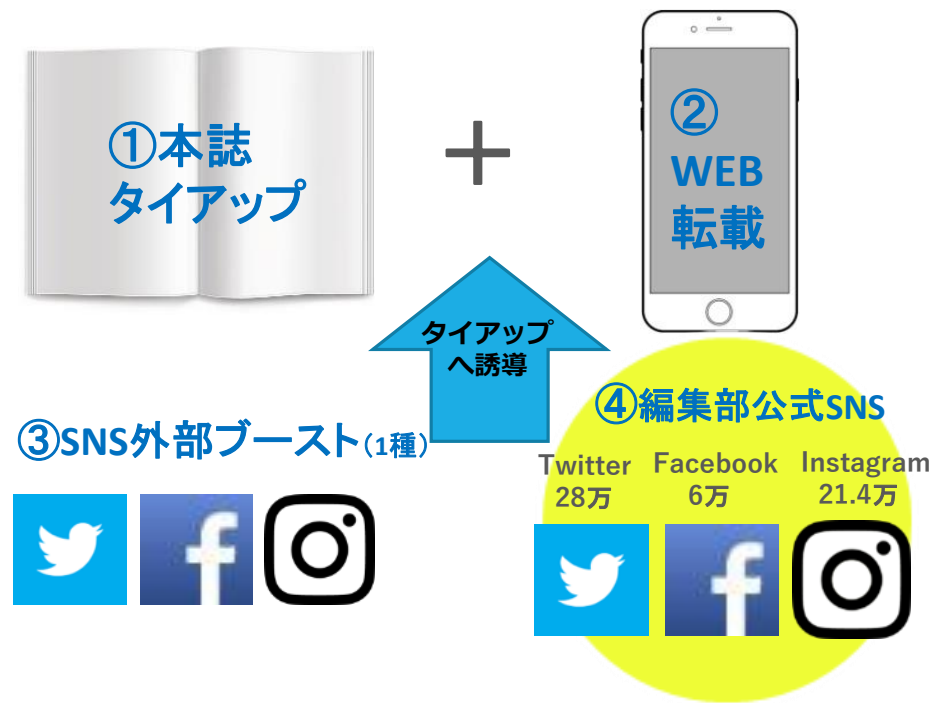 ①本誌
タイアップ
+
②
WEB
転載
タイアップ
へ誘導
③SNS外部ブースト(1種)
④編集部公式SNS
Twitter Facebook Instagram
28万 6万 21.4万